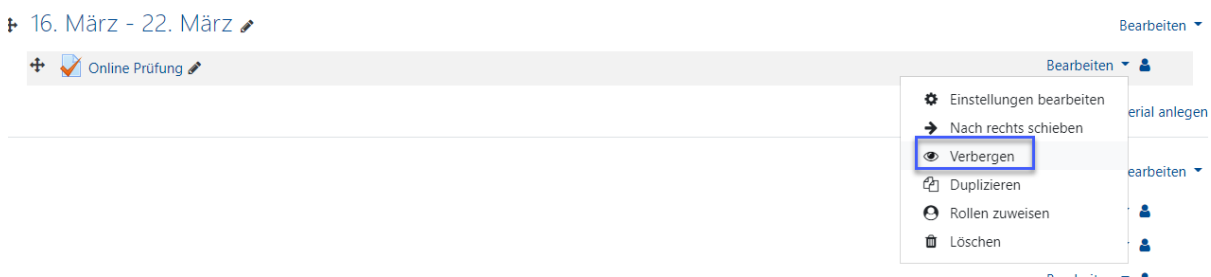 16. März - 22. März
Bearbeiten
Online Prüfung
Bearbeiten
Einstellungen bearbeiten
erial anlegen
Nach rechts schieben
Verbergen
earbeiten
Duplizieren
Rollen zuweisen
Löschen